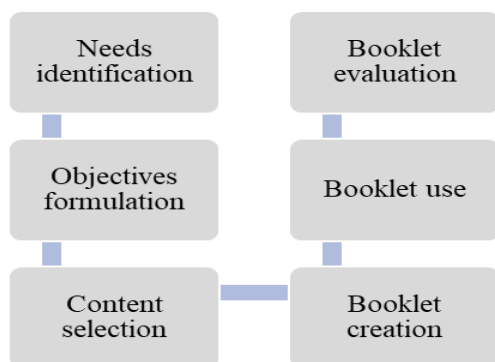 Needs
identification
Objectives
formulation
Content
selection
Booklet
creation
Booklet use
Booklet
evaluation